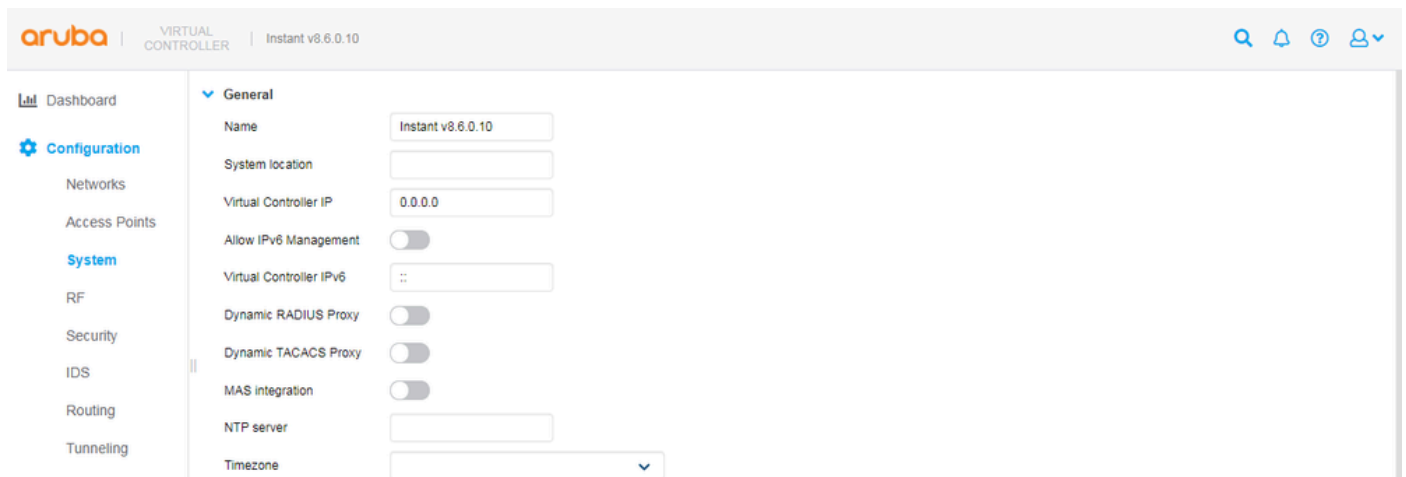 aruba
VIRTUAL
CONTROLLER
Instant v8.6.0.10
Dashboard
Configuration
Networks
Access Points
System
RF
Security
IDS
Routing
Tunneling
General
Name Instant v8.6.0.10
System location
Virtual Controller IP 0.0.0.0
Allow IPv6 Management
Virtual Controller IPv6 ::
Dynamic RADIUS Proxy
Dynamic TACACS Proxy
MAS integration
NTP server
Timezone